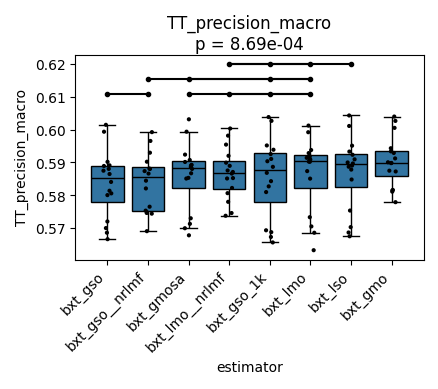 TT_precision_macro
p = 8.69e-04
TT_precision_macro
0.62
0.61
0.60
0.59
0.58
0.57
bxt_gso
bxt_gso__nrlmf
bxt_gmosa
bxt_lmo__nrlmf
bxt_gso_1k
bxt_lmo
bxt_lso
bxt_gmo
estimator